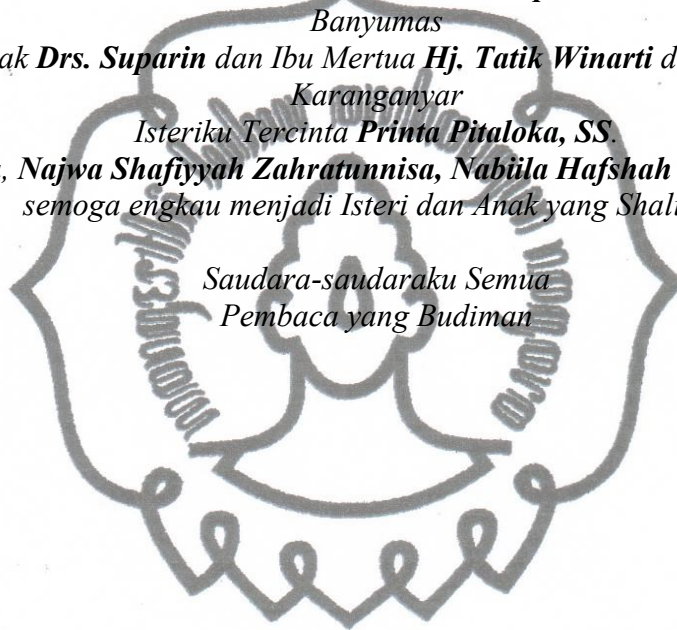 Banyumas
ak Drs. Suparin dan Ibu Mertua Hj. Tatik Winarti d
Karanganyar
Isteriku Tercinta Printa Pitaloka, SS.
, Najwa Shafiyyah Zahratunnisa, Nabiila Hafshah
semoga engkau menjadi Isteri dan Anak yang Shali
Saudara-saudaraku Semua
Pembaca yang Budiman